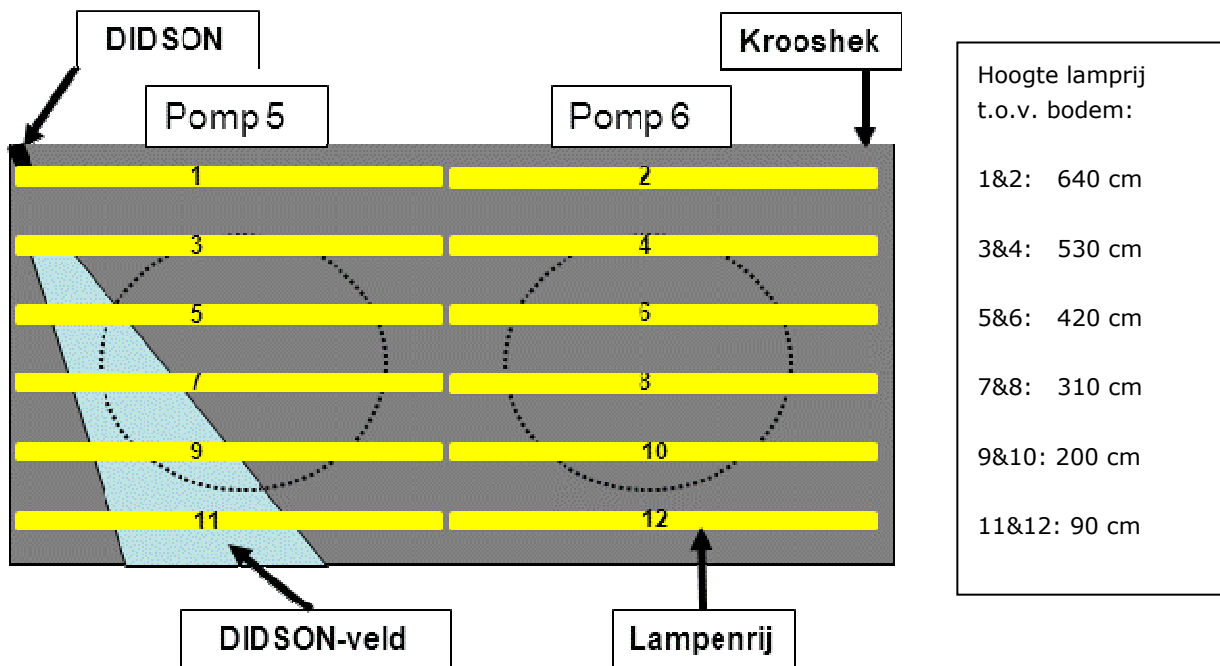 DIDSON
Krooshek
Pomp 5
Pomp 6
1
2
3
4
5
6
7
8
9
10
11
12
DIDSON-veld
Lampenrij
Hoogte lamprij
t.o.v. bodem:
1&2: 640 cm
3&4: 530 cm
5&6: 420 cm
7&8: 310 cm
9&10: 200 cm
11&12: 90 cm